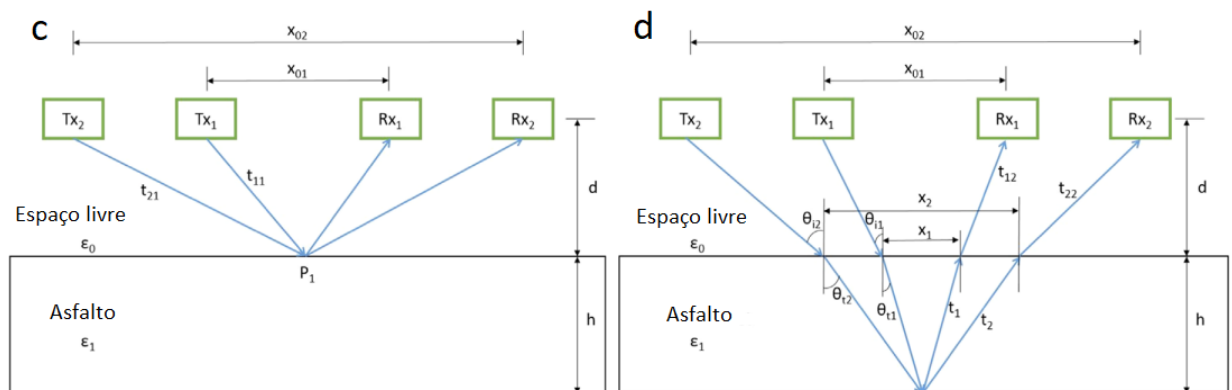 c
x02
x01
Tx2
Tx1
Rx1
Rx2
t21
t11
d
Espaço livre
ε0
P1
Asfalto
ε1
h
d
x02
x01
Tx2
Tx1
Rx1
Rx2
t12
t22
d
x2
θi2
θi1
x1
Espaço livre
ε0
θt2
θt1
t1
t2
Asfalto
ε1
h